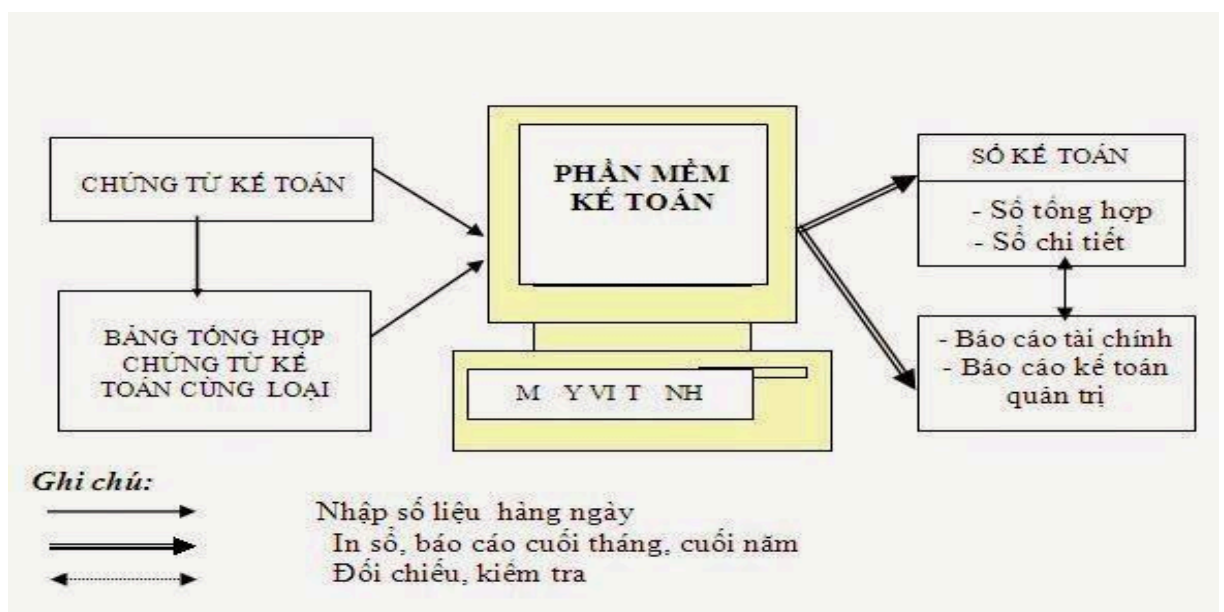 CHỨNG TỪ KẾ TOÁN
BẢNG TỔNG HỢP
CHỨNG TỪ KẾ
TOÁN CÙNG LOẠI
PHẦN MỀM
KẾ TOÁN
M Y VI T NH
SỔ KẾ TOÁN
- Sổ tổng hợp
- Sổ chi tiết
- Báo cáo tài chính
- Báo cáo kế toán
quản trị
Ghi chú:
Nhập số liệu hàng ngày
In sổ, báo cáo cuối tháng, cuối năm
Đối chiếu, kiểm tra